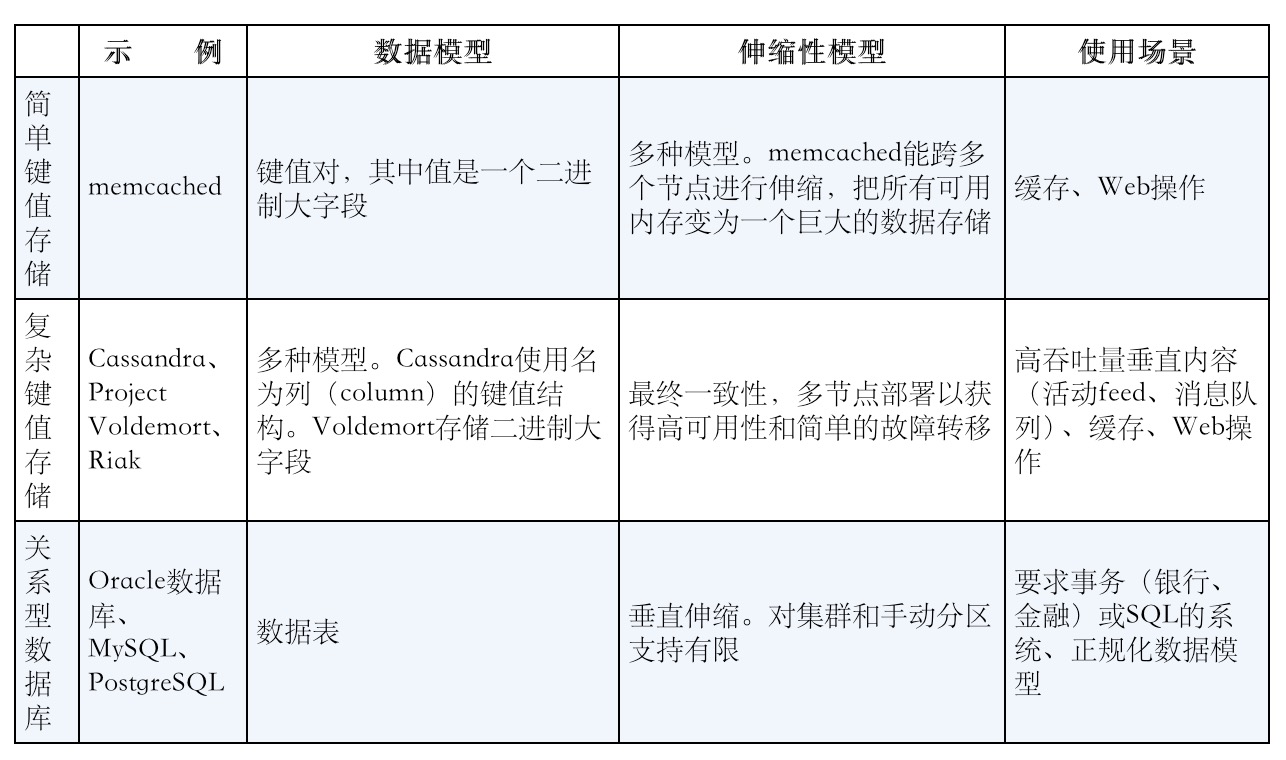 示 例
数据模型
伸缩性模型
使用场景
简
单
键
值
存
储
memcached
键值对，其中值是一个二进
制大字段
多种模型。memcached能跨多
个节点进行伸缩，把所有可用
内存变为一个巨大的数据存储
缓存、Web操作
复
杂
键
值
存
储
Cassandra、
Project
Voldemort、
Riak
多种模型。Cassandra使用名
为列（column）的键值结
构。Voldemort存储二进制大
字段
最终一致性，多节点部署以获
得高可用性和简单的故障转移
高吞吐量垂直内容
（活动feed、消息队
列）、缓存、Web操
作
关
系
型
数
据
库
Oracle数据
库、
MySQL、
PostgreSQL
数据表
垂直伸缩。对集群和手动分区
支持有限
要求事务（银行、
金融）或SQL的系
统、正规化数据模
型